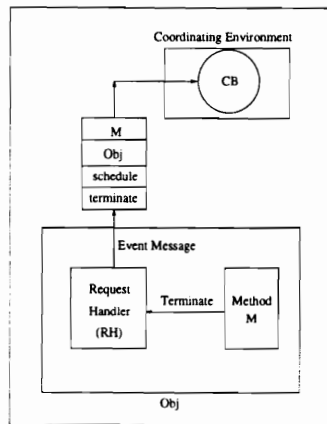 Coordinating Environment
CB
M
Obj
schedule
terminate
Event Message
Request
Handler
(RH)
Terminate
Method
M
Obj